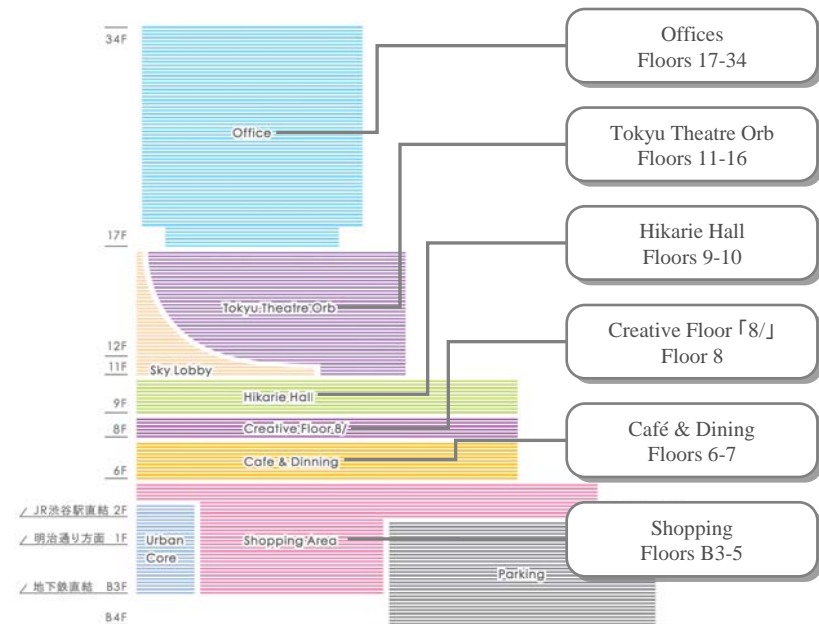 34F
Office
17F
Tokyu Theatre Orb
12F
11F
Sky Lobby
Hikarie Hall
9F
8F
Creative Floor 8/
Cafe & Dinning
6F
JR渋谷駅直結 2F
明治通り方面 1F
Urban
Core
Shopping Area
Parking
地下鉄直結 B3F
B4F
Offices
Floors 17-34
Tokyu Theatre Orb
Floors 11-16
Hikarie Hall
Floors 9-10
Creative Floor「8/」
Floor 8
Café & Dining
Floors 6-7
Shopping
Floors B3-5